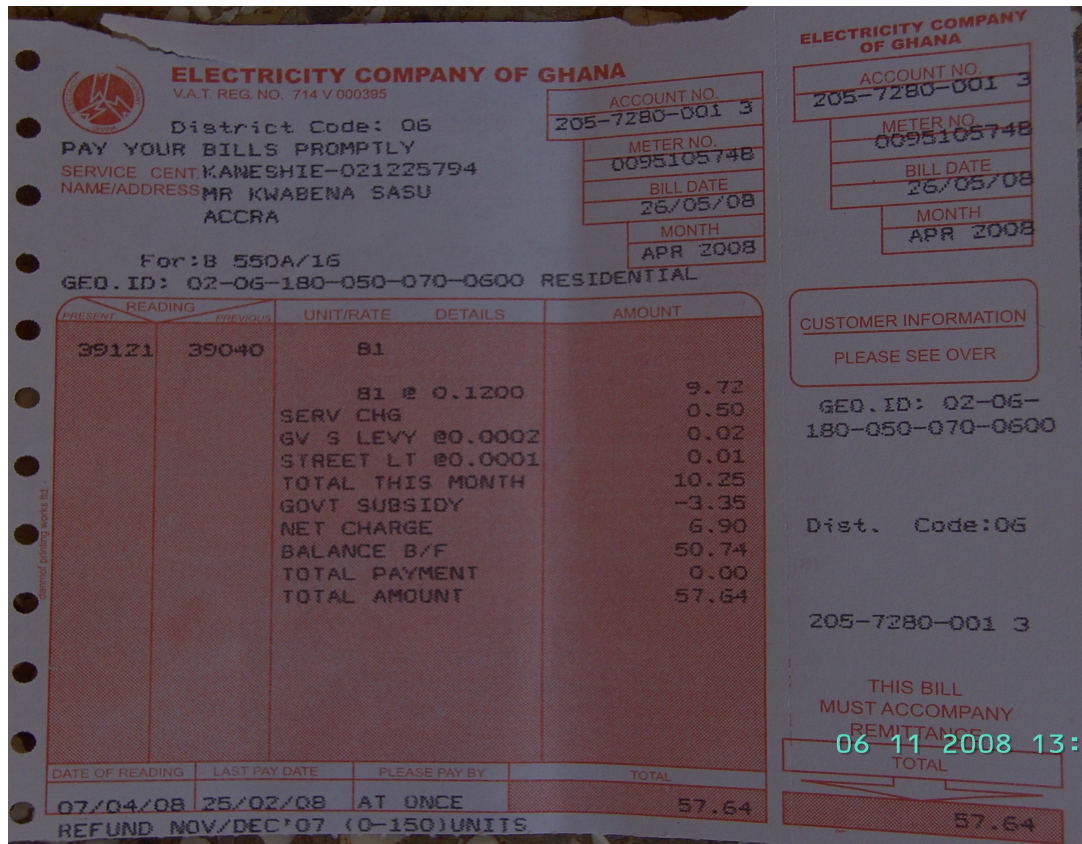 ELECTRICITY COMPANY OF GHANA
V.A.T. REG. NO. 714 V 000395
District Code: 06
PAY YOUR BILLS PROMPTLY
SERVICE CENT. KANESHIE-021225794
NAME/ADDRESS MR KWABENA SASU
ACCRA
For:B 550A/16
GEO.ID: 02-06-180-050-070-0600 RESIDENTIAL
ACCOUNT NO.
205-7280-001 3
METER NO.
0095105748
BILL DATE
26/05/08
MONTH
APR 2008
READING
PRESENT PREVIOUS UNIT/RATE DETAILS AMOUNT
39121 39040 81
81 @ 0.1200 9.72
SERV CHG 0.50
GV S LEVY @0.0002 0.02
STREET LT @0.0001 0.01
TOTAL THIS MONTH 10.25
GOVT SUBSIDY -3.35
NET CHARGE 6.90
BALANCE B/F 50.74
TOTAL PAYMENT 0.00
TOTAL AMOUNT 57.64
DATE OF READING LAST PAY DATE PLEASE PAY BY TOTAL
07/04/08 25/02/08 AT ONCE 57.64
REFUND NOV/DEC'07 (0-150)UNITS
printing works ltd.
ELECTRICITY COMPANY
OF GHANA
ACCOUNT NO.
205-7280-001 3
METER NO.
0095105748
BILL DATE
26/05/08
MONTH
APR 2008
CUSTOMER INFORMATION
PLEASE SEE OVER
GEO.ID: 02-06-
180-050-070-0600
Dist. Code:06
205-7280-001 3
THIS BILL
MUST ACCOMPANY
REMITTANCE
06 11 2008 13:
TOTAL
57.64